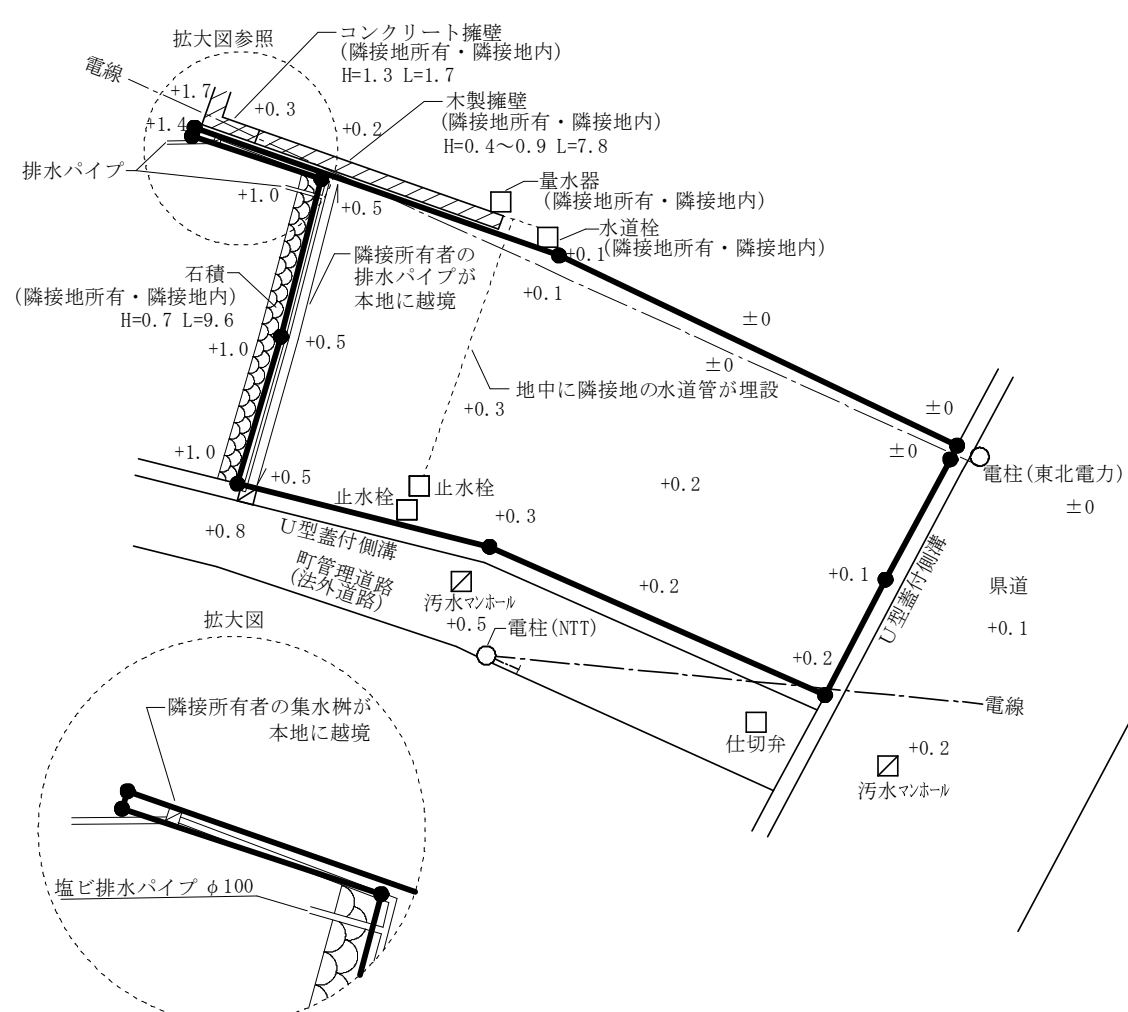 拡大図参照
コンクリート擁壁
(隣接地所有・隣接地内)
H=1.3 L=1.7
電線
+1.7
+0.3
木製擁壁
(隣接地所有・隣接地内)
H=0.4～0.9 L=7.8
+1.4
+0.2
排水パイプ
+1.0
+0.5
量水器
(隣接地所有・隣接地内)
水道栓
(隣接地所有・隣接地内)
+0.1
隣接所有者の
排水パイプが
本地に越境
石積
(隣接地所有・隣接地内)
H=0.7 L=9.6
+0.1
±0
+1.0
+0.5
±0
地中に隣接地の水道管が埋設
+0.3
±0
±0
+1.0
+0.5
電柱(東北電力)
±0
止水栓
止水栓
+0.2
+0.3
+0.8
U型蓋付側溝
町管理道路
(法外道路)
汚水マンホール
+0.5
電柱(NTT)
+0.2
+0.1
U型蓋付側溝
県道
+0.1
+0.2
電線
仕切弁
+0.2
汚水マンホール
拡大図
隣接所有者の集水桝が
本地に越境
塩ビ排水パイプ φ100